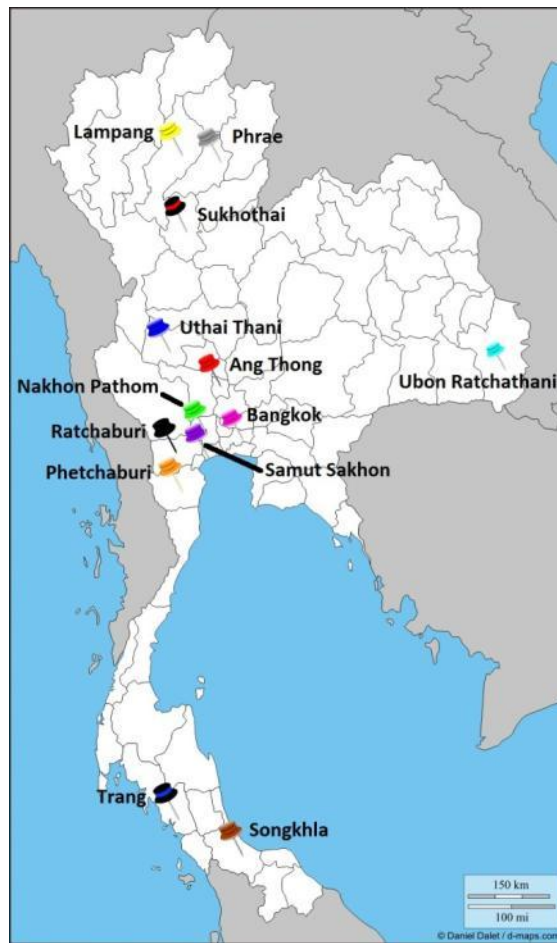 Lampang
Phrae
Sukhothai
Uthai Thani
Ang Thong
Nakhon Pathom
Ubon Ratchathani
Bangkok
Ratchaburi
Phetchaburi
Samut Sakhon
Trang
Songkhla
150 km
100 mi
© Daniel Dalet / d-maps.com